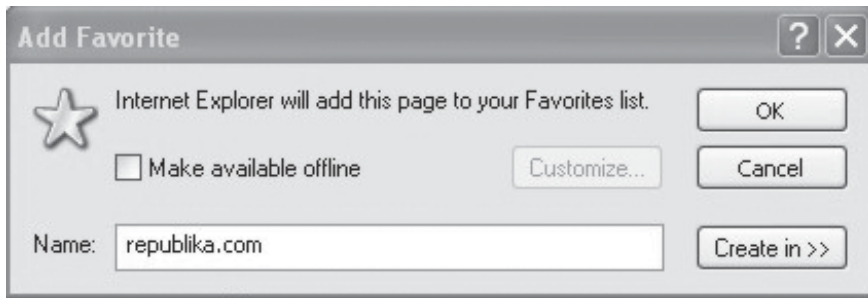 Add Favorite
Internet Explorer will add this page to your Favorites list.
OK
Make available offline
Customize...
Cancel
Name:
republika.com
Create in >>